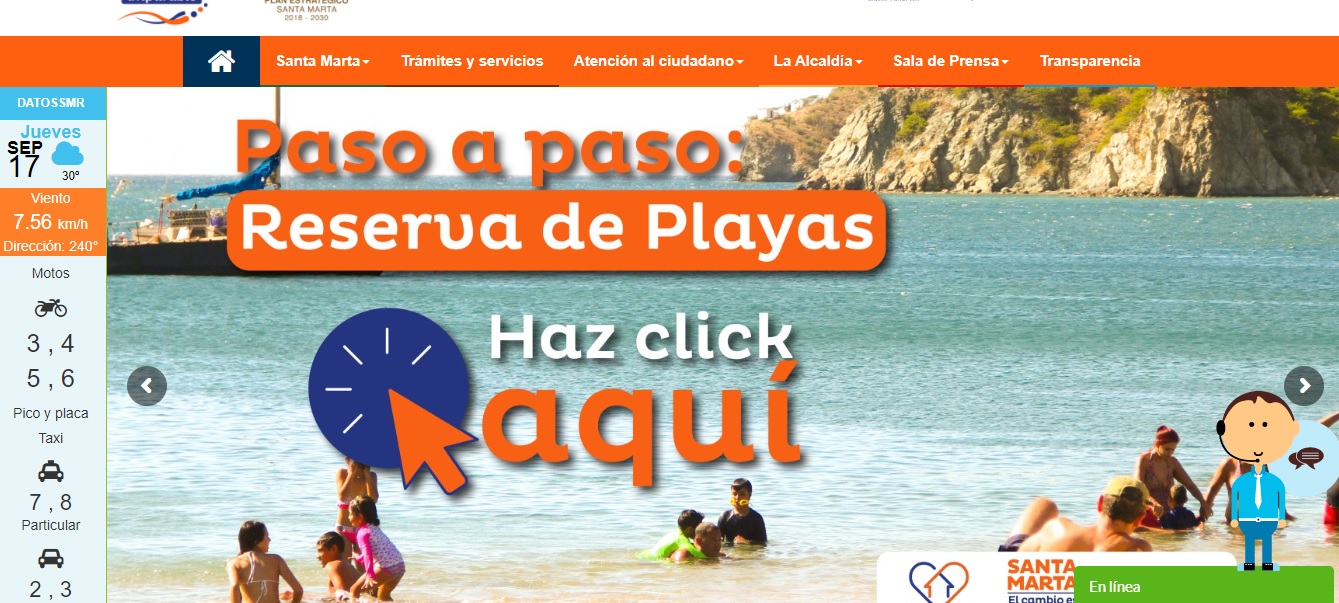 PLAN ESTRATÉGICO
SANTA MARTA
2018 - 2030
Santa Marta
Trámites y servicios
Atención al ciudadano
La Alcaldía
Sala de Prensa
Transparencia
DATOSSMR
Jueves
SEP
17
30°
Viento
7.56 km/h
Dirección: 240°
Motos
3 , 4
5 , 6
Pico y placa
Taxi
7 , 8
Particular
2 , 3
Paso a paso:
Reserva de Playas
Haz click
aquí
SANTA
MARTA
El cambio es
En línea